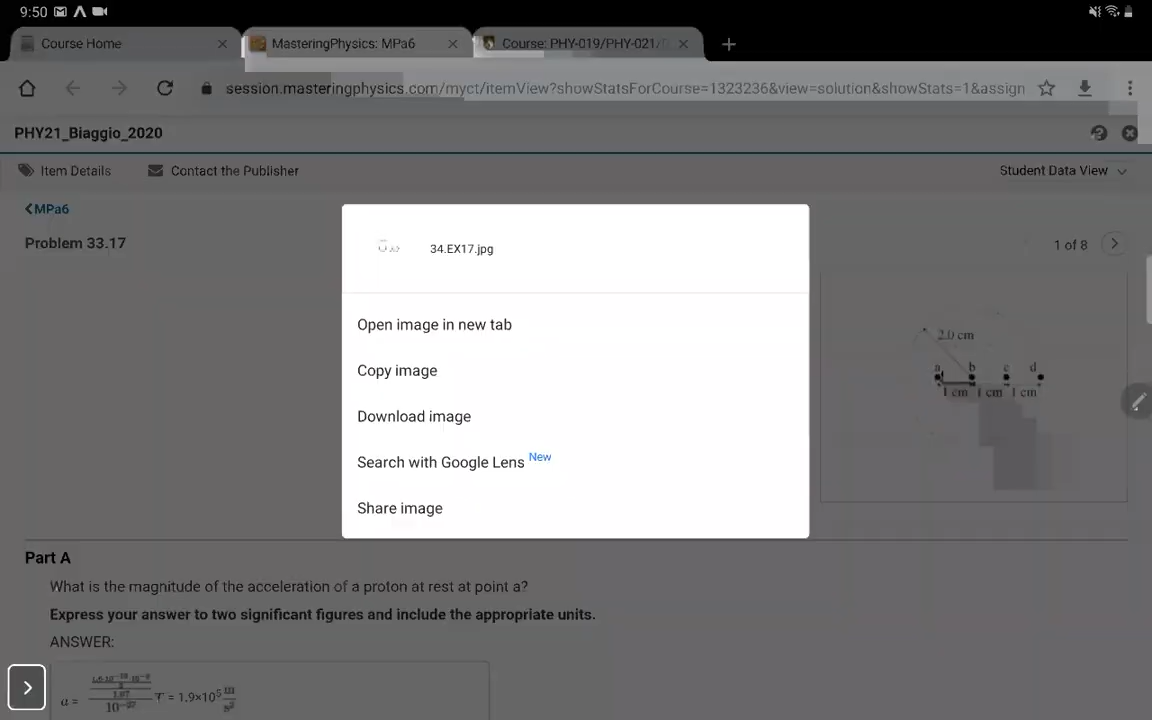 9:50
Course Home
MasteringPhysics: MPa6
Course: PHY-019/PHY-021/
session.masteringphysics.com/myct/itemView?showStatsForCourse=1323236&view=solution&showStats=1&assign
PHY21_Biaggio_2020
Item Details
Contact the Publisher
Student Data View
MPa6
Problem 33.17
1 of 8
34.EX17.jpg
Open image in new tab
Copy image
Download image
Search with Google Lens New
Share image
2.0 cm
a b c d
1 cm 1 cm 1 cm
Part A
What is the magnitude of the acceleration of a proton at rest at point a?
Express your answer to two significant figures and include the appropriate units.
ANSWER:
a = T = 1.9×10⁵ m/s²